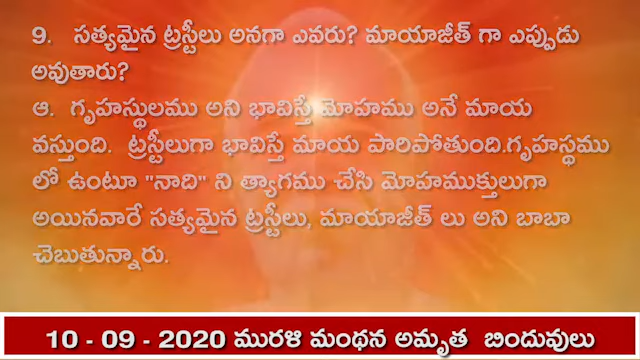 9. సత్యమైన ట్రస్టీలు అనగా ఎవరు? మాయాజీత్ గా ఎప్పుడు
అవుతారు?
ఆ. గృహస్థులము అని భావిస్తే మోహము అనే మాయ
వస్తుంది. ట్రస్టీలుగా భావిస్తే మాయ పారిపోతుంది.గృహస్థము
లో ఉంటూ "నాది" ని త్యాగము చేసి మోహముక్తులుగా
అయినవారే సత్యమైన ట్రస్టీలు, మాయాజీత్ లు అని బాబా
చెబుతున్నారు.
10 - 09 - 2020 మురళి మంథన అమృత బిందువులు